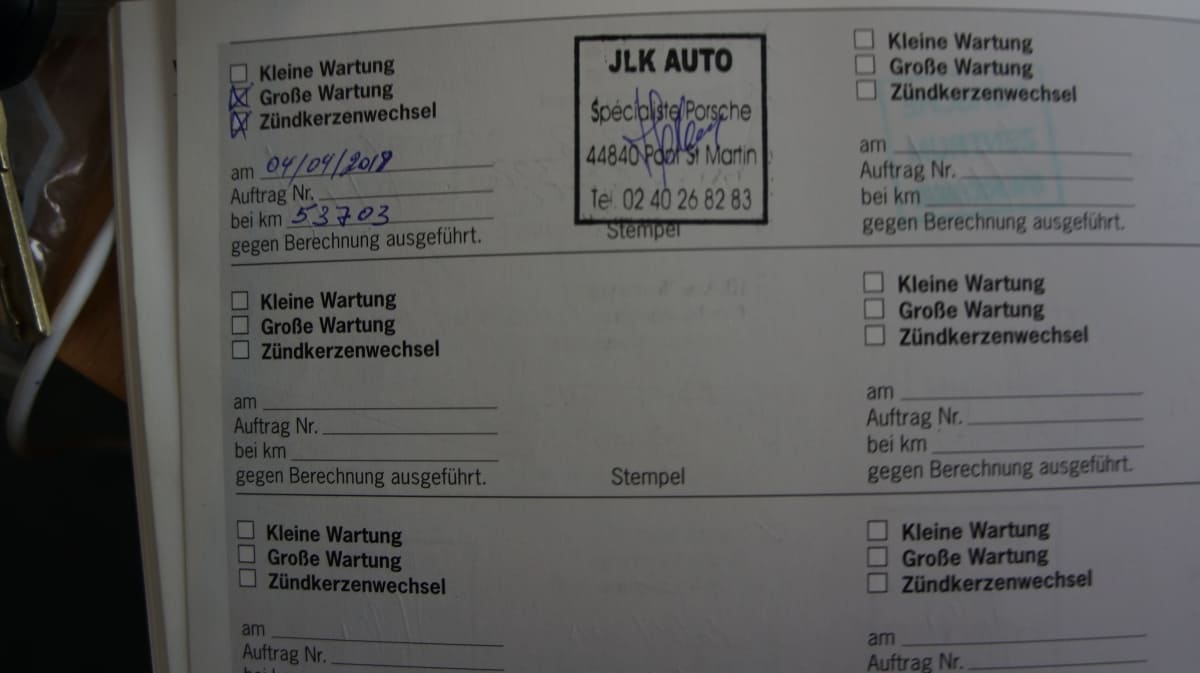 Kleine Wartung
Große Wartung
Zündkerzenwechsel
am 04/04/2018
Auftrag Nr.
bei km 53703
gegen Berechnung ausgeführt.
JLK AUTO
Spécialiste Porsche
44840 St Martin
Tel. 02 40 26 82 83
Stempel
Kleine Wartung
Große Wartung
Zündkerzenwechsel
am
Auftrag Nr.
bei km
gegen Berechnung ausgeführt.
Kleine Wartung
Große Wartung
Zündkerzenwechsel
am
Auftrag Nr.
bei km
gegen Berechnung ausgeführt.
Stempel
Kleine Wartung
Große Wartung
Zündkerzenwechsel
am
Auftrag Nr.
bei km
gegen Berechnung ausgeführt.
Kleine Wartung
Große Wartung
Zündkerzenwechsel
am
Auftrag Nr.
Kleine Wartung
Große Wartung
Zündkerzenwechsel
am
Auftrag Nr.